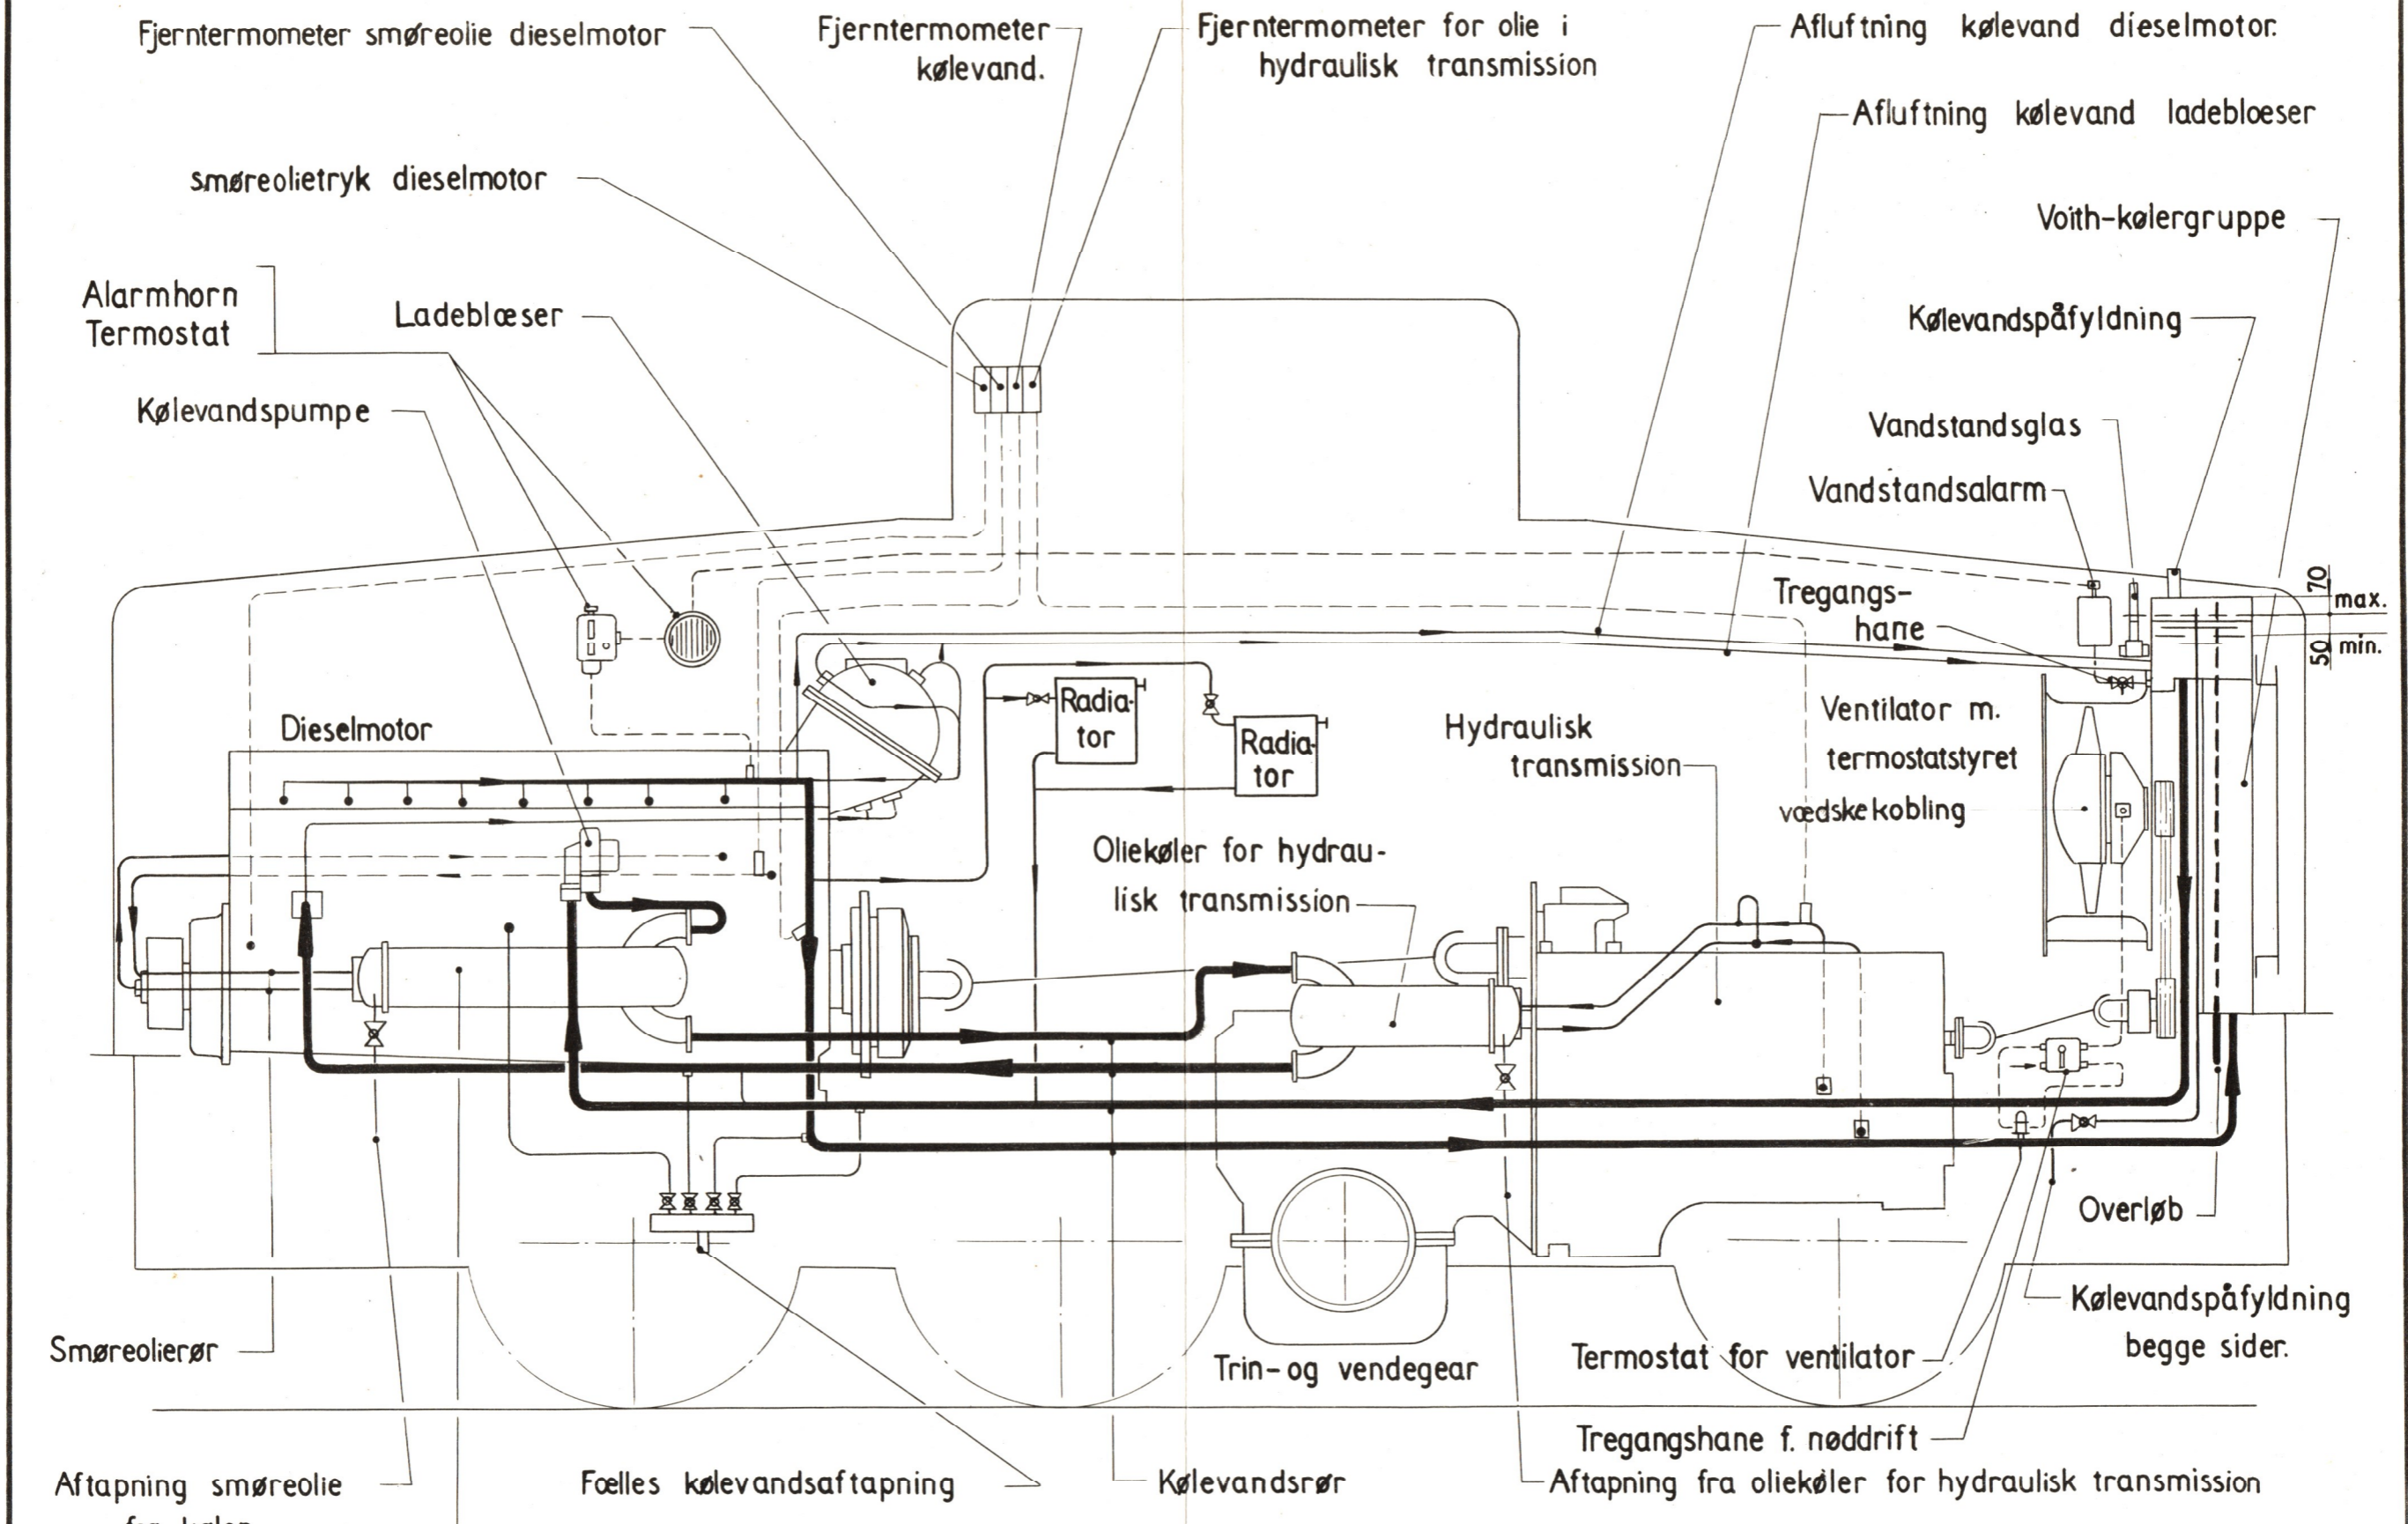 Fjerntermometer smøreolie dieselmotor
Fjerntermometer
kølevand.
Fjerntermometer for olie i
hydraulisk transmission
Afluftning kølevand dieselmotor.
Afluftning kølevand ladeblæser
smøreolietryk dieselmotor
Voith-kølergruppe
Alarmhorn
Termostat
Ladeblæser
Kølevandspåfyldning
Kølevandspumpe
Vandstandsglas
Vandstandsalarm
Tregangs-
hane
70
max.
50
min.
Dieselmotor
Radia-
tor
Radia-
tor
Hydraulisk
transmission
Ventilator m.
termostatstyret
vædskekobling
Oliekøler for hydrau-
lisk transmission
Overløb
Kølevandspåfyldning
begge sider.
Smøreolierør
Trin-og vendegear
Termostat for ventilator
Tregangshane f. nøddrift
Aftapning smøreolie
Fælles kølevandsaftapning
Kølevandsrør
Aftapning fra oliekøler for hydraulisk transmission